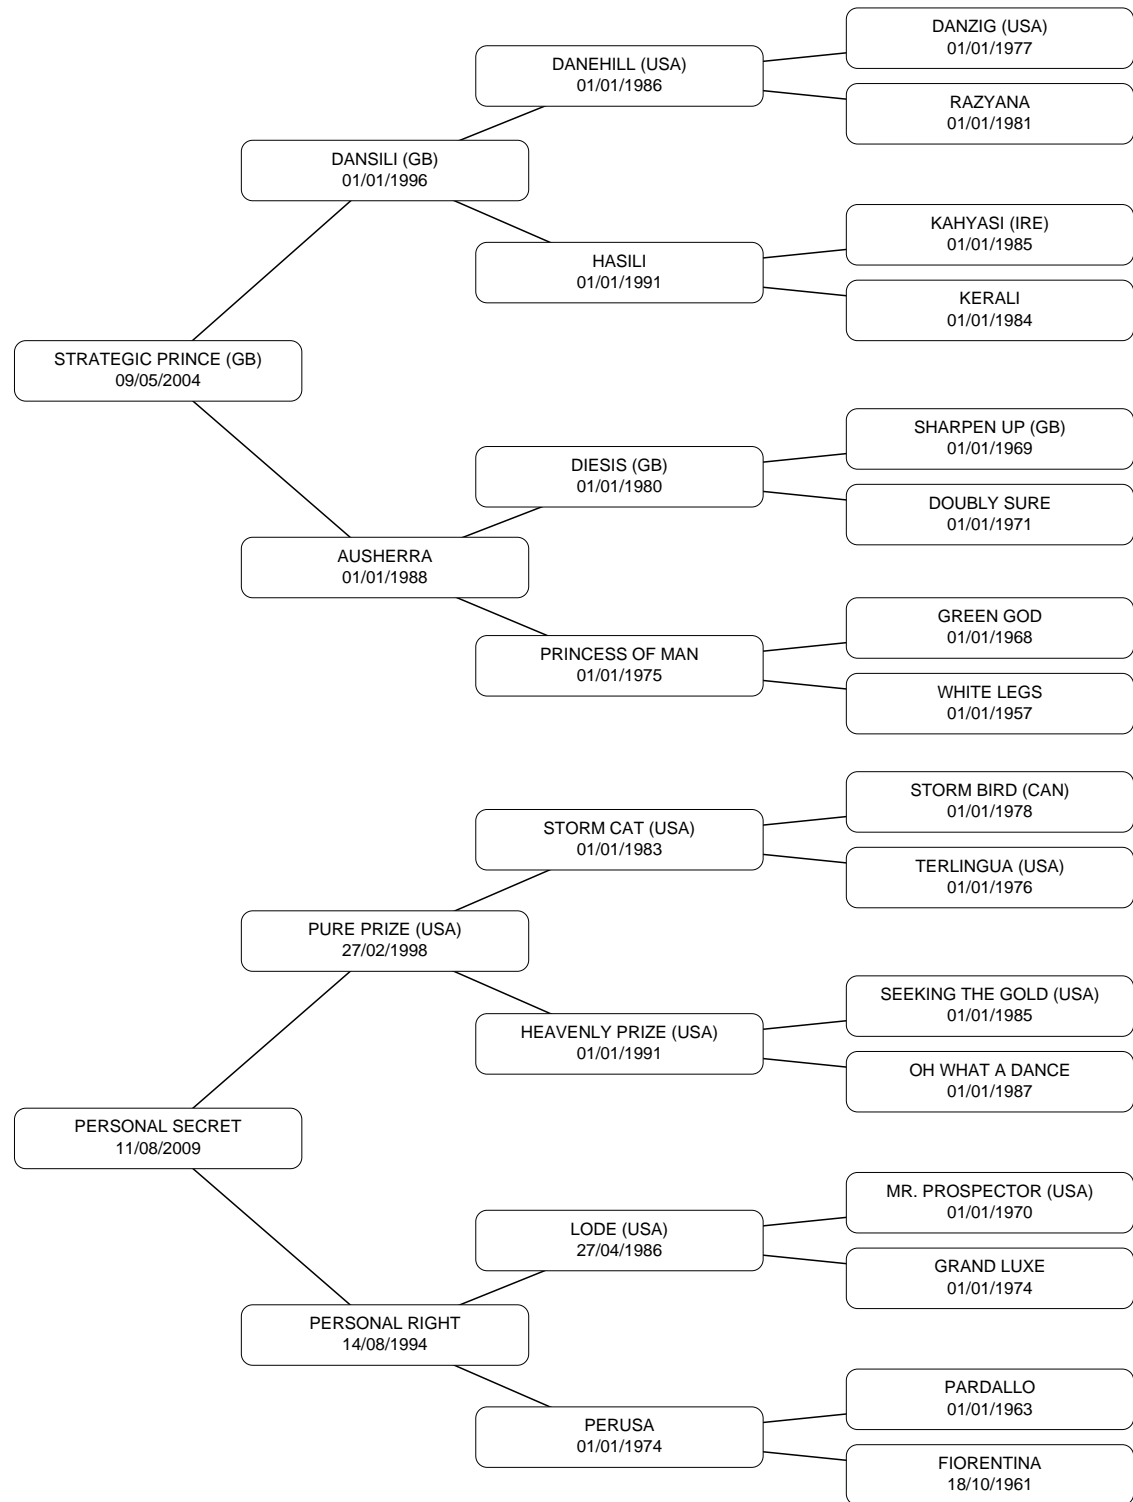 DANZIG (USA)
01/01/1977
DANEHILL (USA)
01/01/1986
RAZYANA
01/01/1981
DANSILI (GB)
01/01/1996
KAHYASI (IRE)
01/01/1985
HASILI
01/01/1991
KERALI
01/01/1984
STRATEGIC PRINCE (GB)
09/05/2004
SHARPEN UP (GB)
01/01/1969
DIESIS (GB)
01/01/1980
DOUBLY SURE
01/01/1971
AUSHERRA
01/01/1988
GREEN GOD
01/01/1968
PRINCESS OF MAN
01/01/1975
WHITE LEGS
01/01/1957
STORM BIRD (CAN)
01/01/1978
STORM CAT (USA)
01/01/1983
TERLINGUA (USA)
01/01/1976
PURE PRIZE (USA)
27/02/1998
SEEKING THE GOLD (USA)
01/01/1985
HEAVENLY PRIZE (USA)
01/01/1991
OH WHAT A DANCE
01/01/1987
PERSONAL SECRET
11/08/2009
MR. PROSPECTOR (USA)
01/01/1970
LODE (USA)
27/04/1986
GRAND LUXE
01/01/1974
PERSONAL RIGHT
14/08/1994
PARDALLO
01/01/1963
PERUSA
01/01/1974
FIORENTINA
18/10/1961